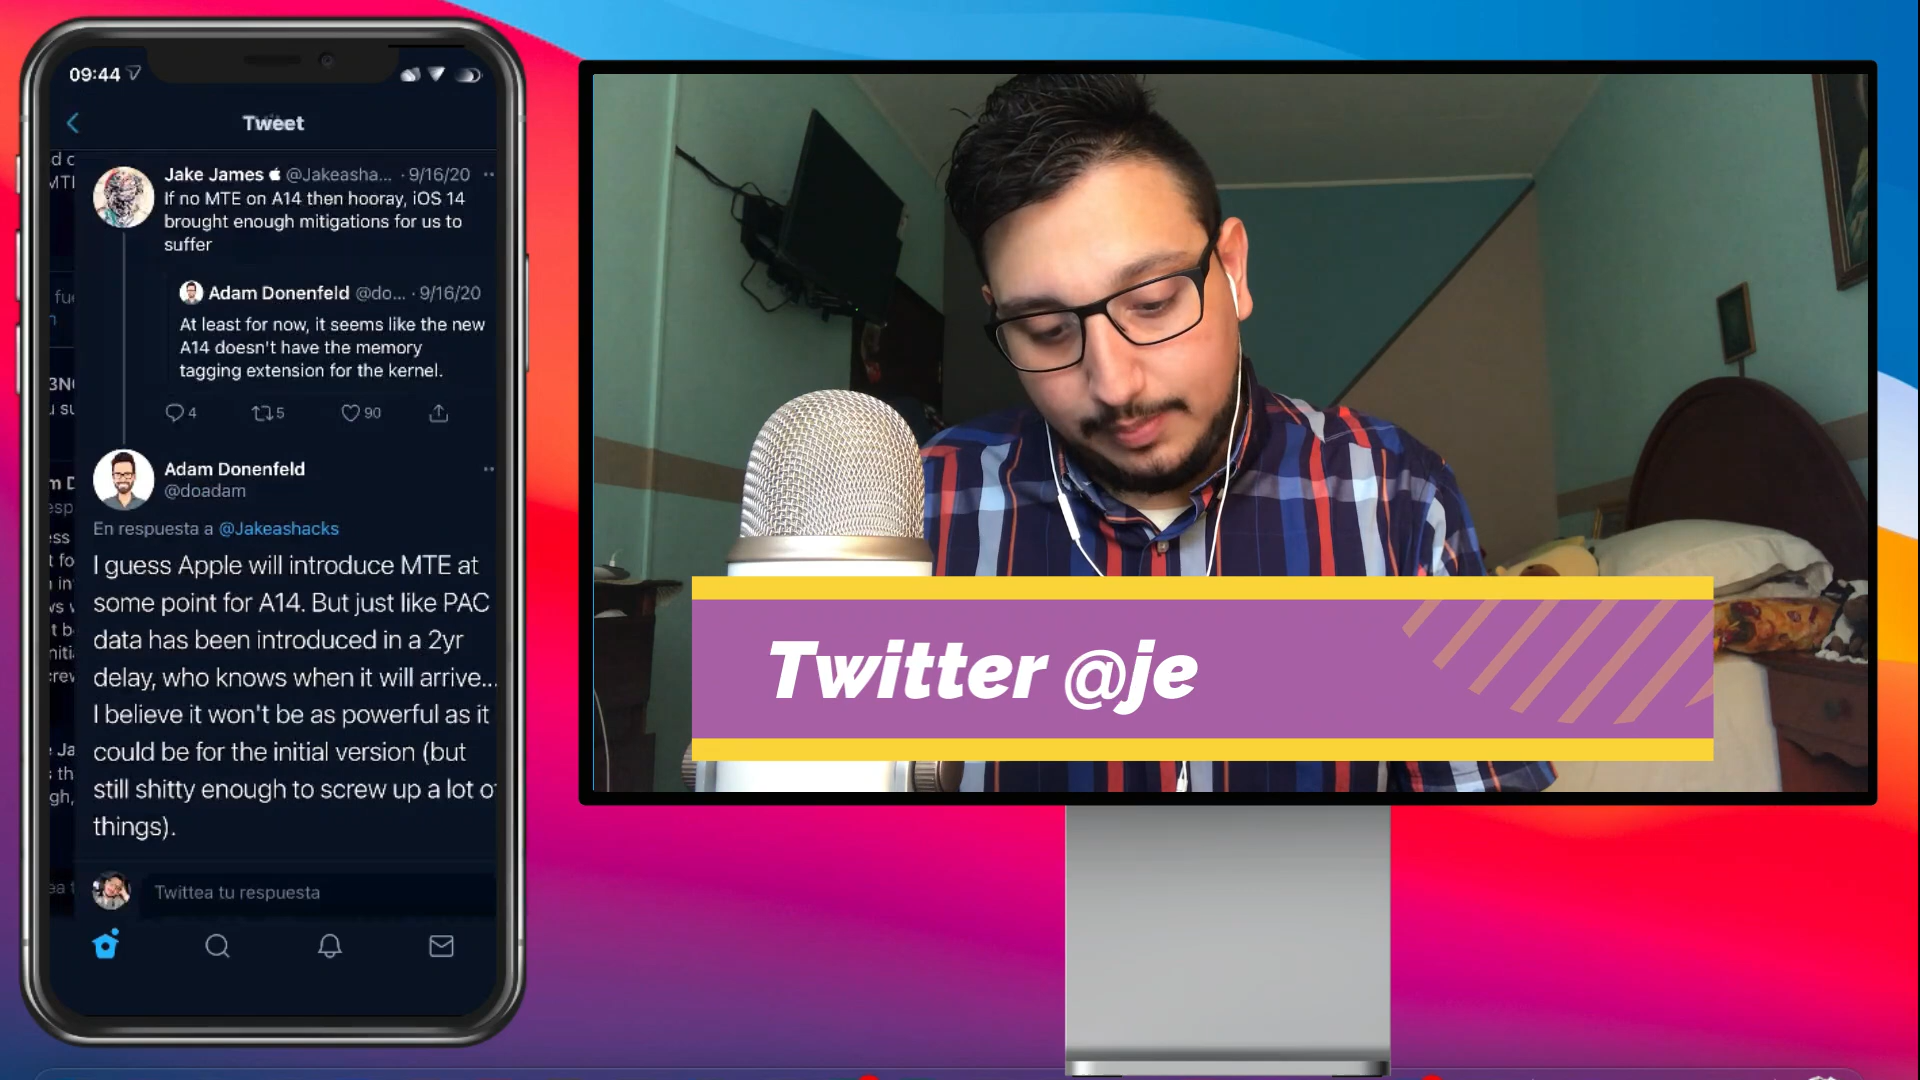 09:44
Tweet
Jake James @Jakeasha... · 9/16/20
If no MTE on A14 then hooray, iOS 14
brought enough mitigations for us to
suffer
Adam Donenfeld @do... · 9/16/20
At least for now, it seems like the new
A14 doesn't have the memory
tagging extension for the kernel.
4 5 90
Adam Donenfeld
@doadam
En respuesta a @Jakeashacks
I guess Apple will introduce MTE at
some point for A14. But just like PAC
data has been introduced in a 2yr
delay, who knows when it will arrive...
I believe it won't be as powerful as it
could be for the initial version (but
still shitty enough to screw up a lot of
things).
Twittea tu respuesta
Twitter @je